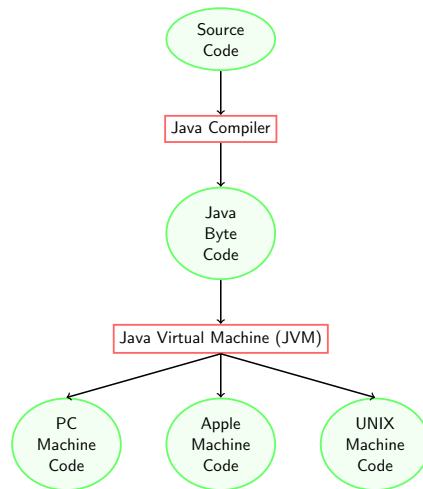 Source
Code
Java Compiler
Java
Byte
Code
Java Virtual Machine (JVM)
PC
Machine
Code
Apple
Machine
Code
UNIX
Machine
Code